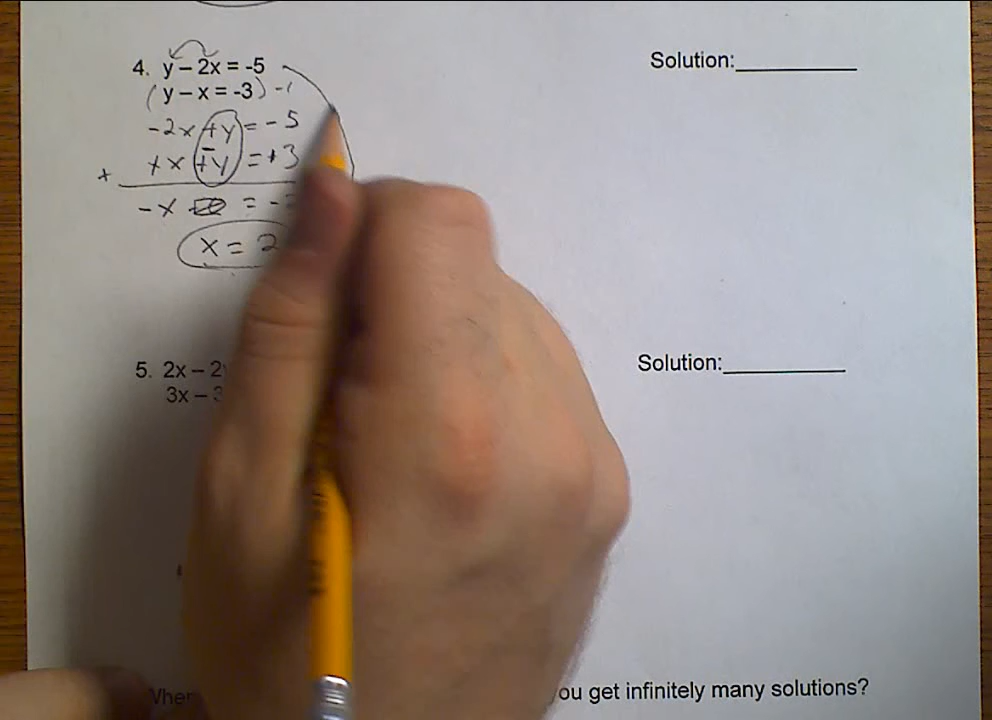 4. y – 2x = -5 Solution:
(y – x = -3) -1
-2x +y = -5
+x -y = +3
+
-x = -
x = 2
5. 2x – 2 Solution:
3x – 3
ou get infinitely many solutions?